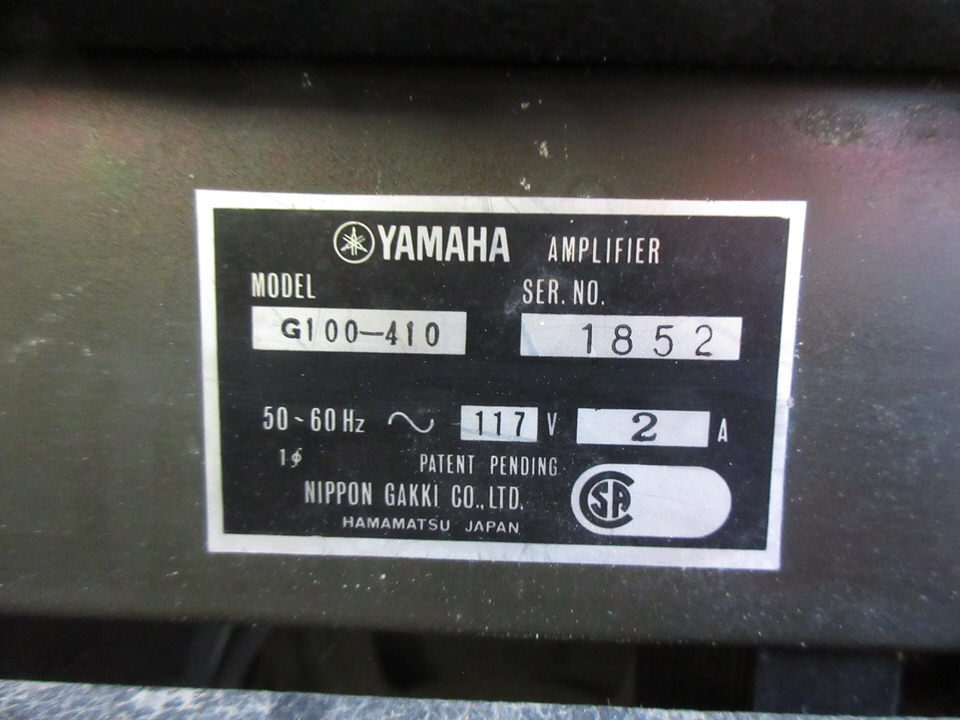 YAMAHA AMPLIFIER
MODEL SER. NO.
G100-410 1852
50~60Hz ~ 117 V 2 A
1ϕ PATENT PENDING
NIPPON GAKKI CO., LTD.
HAMAMATSU JAPAN
CSA